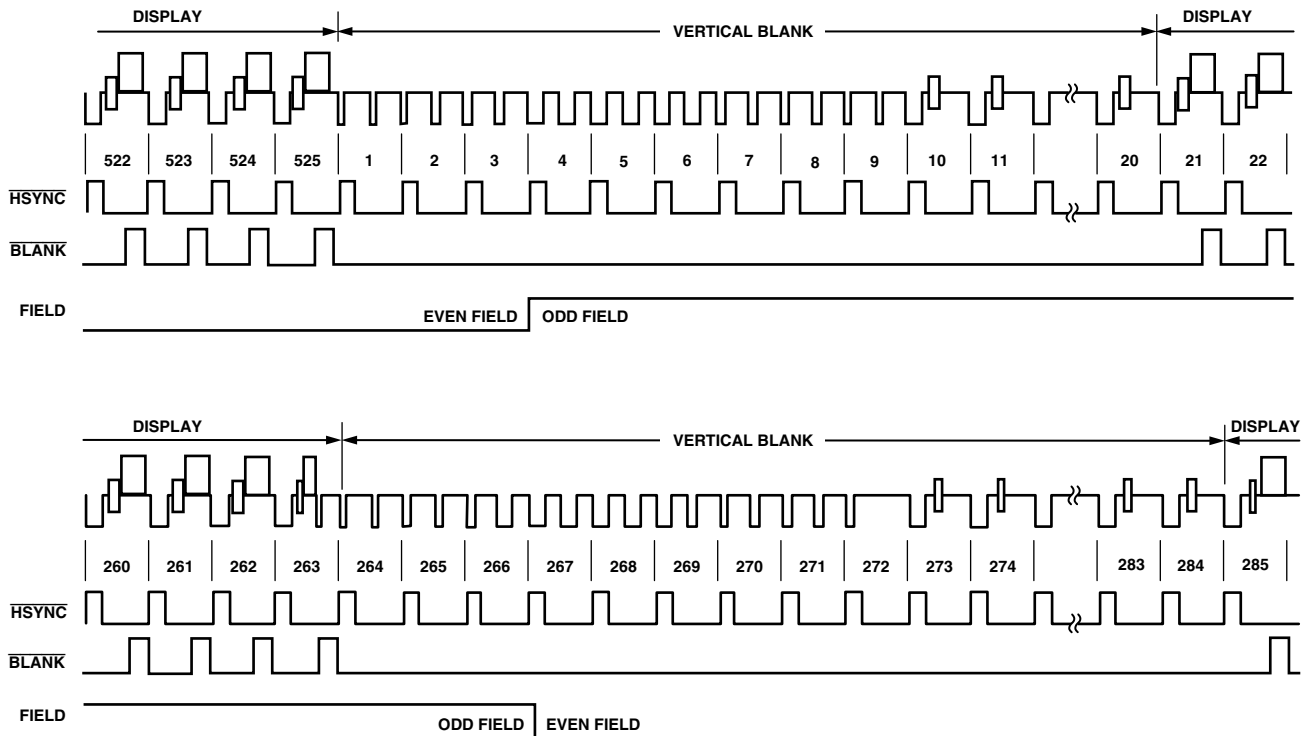 DISPLAY VERTICAL BLANK DISPLAY
522 523 524 525 1 2 3 4 5 6 7 8 9 10 11 20 21 22
HSYNC
BLANK
FIELD EVEN FIELD ODD FIELD
DISPLAY VERTICAL BLANK DISPLAY
260 261 262 263 264 265 266 267 268 269 270 271 272 273 274 283 284 285
HSYNC
BLANK
FIELD ODD FIELD EVEN FIELD